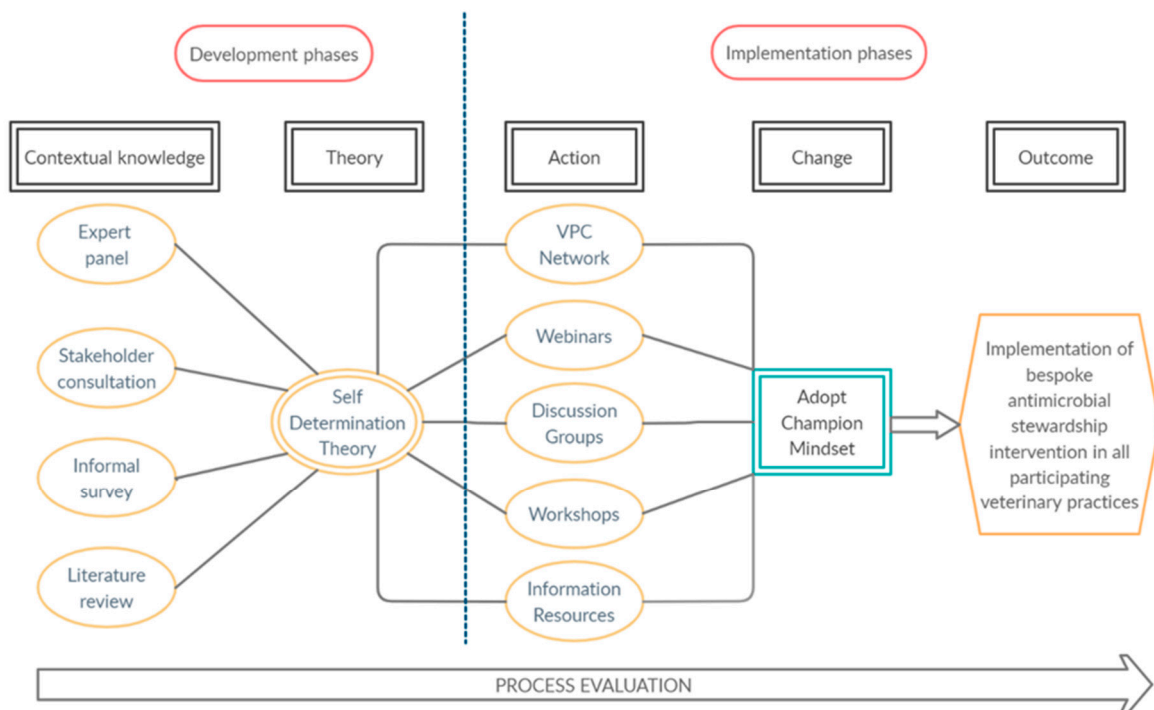 Development phases
Implementation phases
Contextual knowledge
Theory
Action
Change
Outcome
Expert
panel
Stakeholder
consultation
Informal
survey
Literature
review
Self
Determination
Theory
VPC
Network
Webinars
Discussion
Groups
Workshops
Information
Resources
Adopt
Champion
Mindset
Implementation of
bespoke
antimicrobial
stewardship
intervention in all
participating
veterinary practices
PROCESS EVALUATION